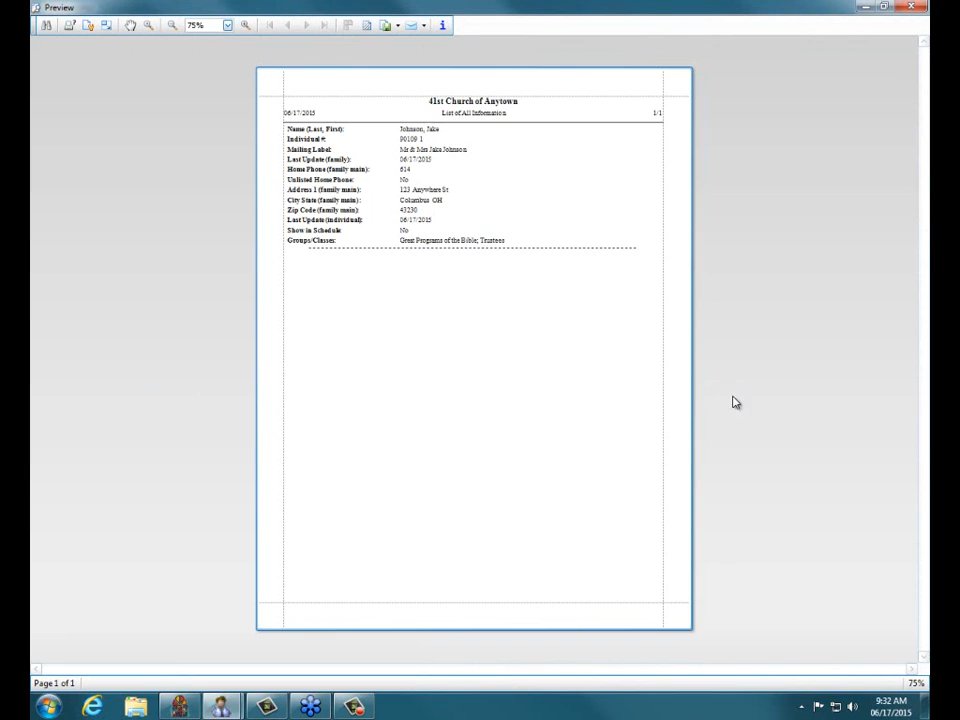 Preview
75%
41st Church of Anytown
06/17/2015 List of All Information 1/1
Name (Last, First): Johnson, Jake
Individual #: 90109 1
Mailing Label: Mr & Mrs Jake Johnson
Last Update (family): 06/17/2015
Home Phone (family main): 614
Unlisted Home Phone: No
Address 1 (family main): 123 Anywhere St
City State (family main): Columbus OH
Zip Code (family main): 43230
Last Update (individual): 06/17/2015
Show in Schedule: No
Groups/Classes: Great Programs of the Bible; Trustees
Page 1 of 1 75%
9:32 AM
06/17/2015